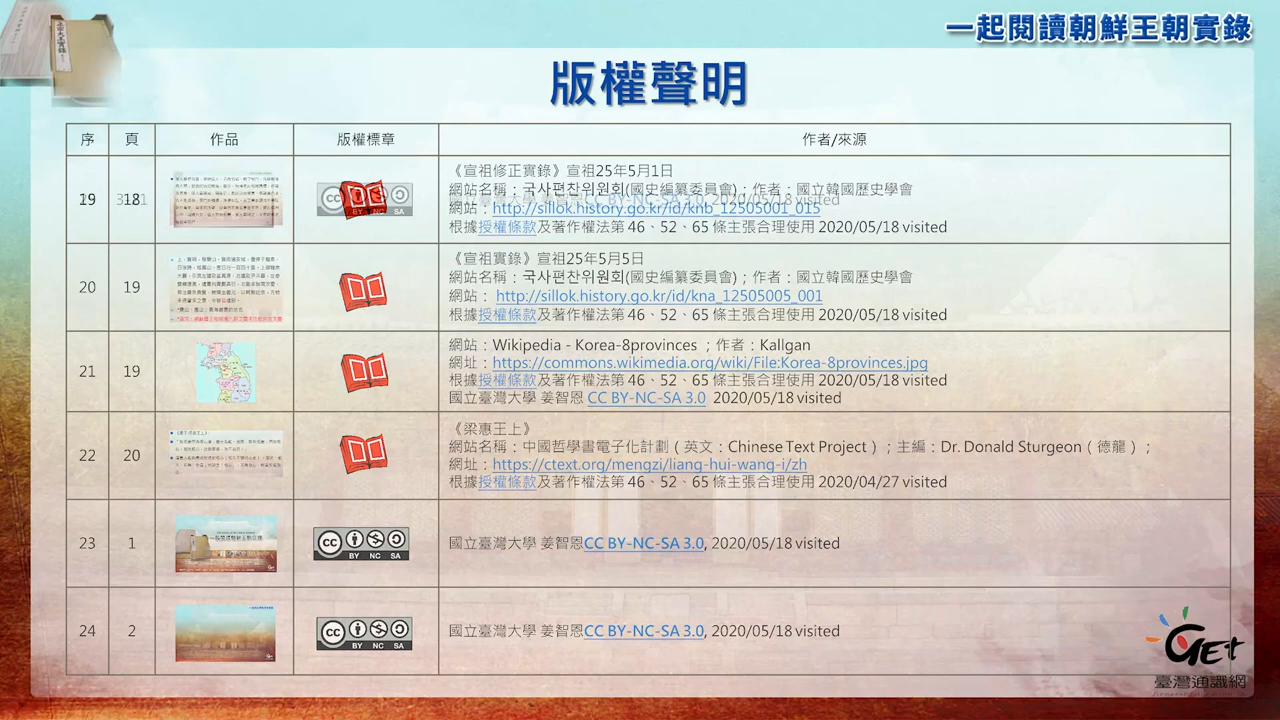 一起閱讀朝鮮王朝實錄
版權聲明
序 頁 作品 版權標章 作者/來源
19 18
《宣祖修正實錄》宣祖25年5月1日
網站名稱：국사편찬위원회(國史編纂委員會)；作者：國立韓國歷史學會
網站：http://sillok.history.go.kr/id/knb_12505001_015
根據授權條款及著作權法第 46、52、65 條主張合理使用 2020/05/18 visited
20 19
《宣祖實錄》宣祖25年5月5日
網站名稱：국사편찬위원회(國史編纂委員會)；作者：國立韓國歷史學會
網站： http://sillok.history.go.kr/id/kna_12505005_001
根據授權條款及著作權法第 46、52、65 條主張合理使用 2020/05/18 visited
21 19
網站：Wikipedia - Korea-8provinces ；作者：Kallgan
網址：https://commons.wikimedia.org/wiki/File:Korea-8provinces.jpg
根據授權條款及著作權法第 46、52、65 條主張合理使用 2020/05/18 visited
國立臺灣大學 姜智恩 CC BY-NC-SA 3.0 2020/05/18 visited
22 20
《梁惠王上》
網站名稱：中國哲學書電子化計劃（英文：Chinese Text Project）；主編：Dr. Donald Sturgeon（德龍）；
網址：https://ctext.org/mengzi/liang-hui-wang-i/zh
根據授權條款及著作權法第 46、52、65 條主張合理使用 2020/04/27 visited
23 1
cc BY NC SA
國立臺灣大學 姜智恩CC BY-NC-SA 3.0, 2020/05/18 visited
24 2
cc BY NC SA
國立臺灣大學 姜智恩CC BY-NC-SA 3.0, 2020/05/18 visited
GEt
臺灣通識網